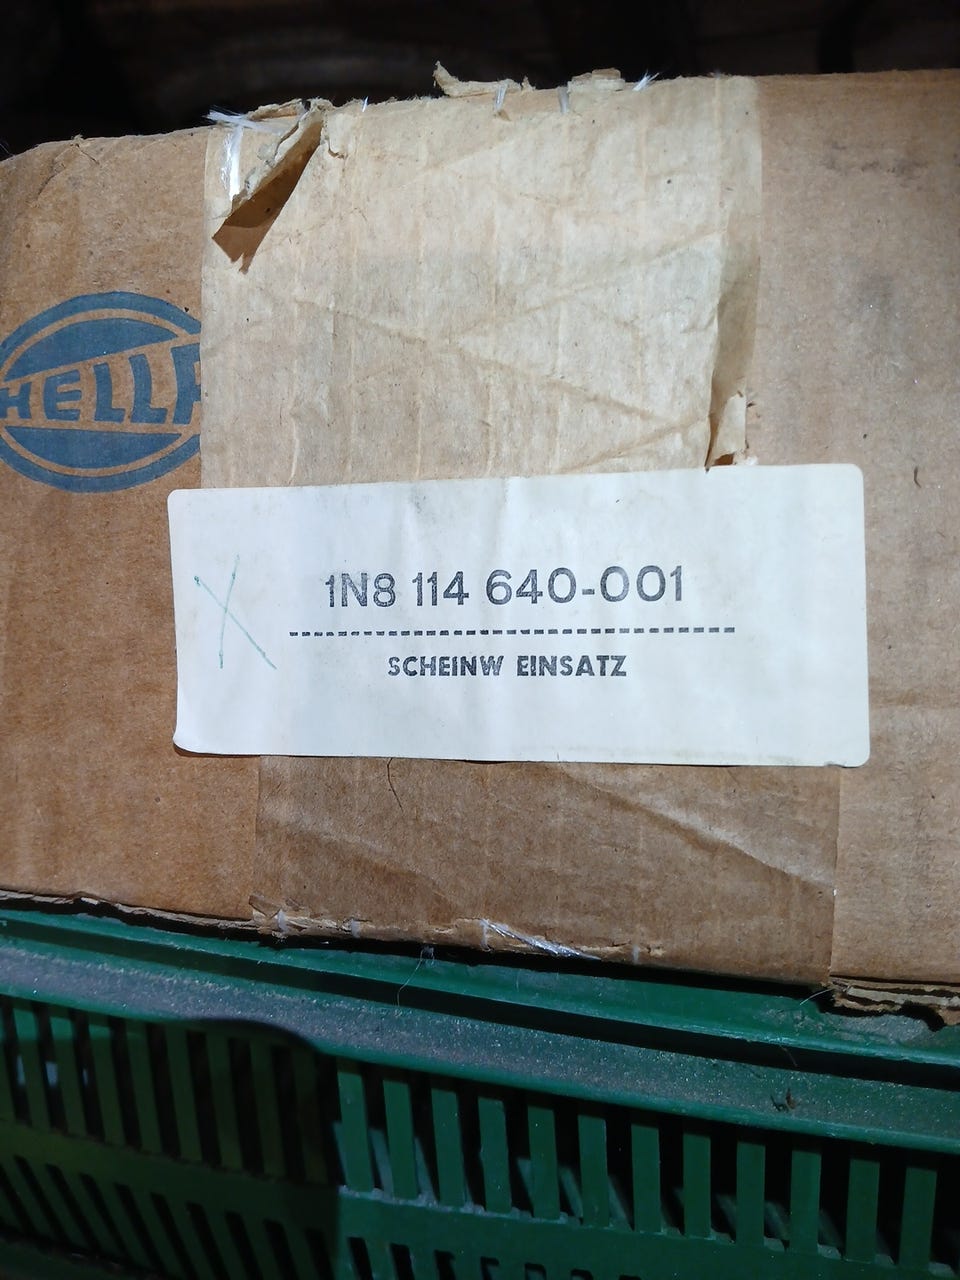 HELLA
1N8 114 640-001
SCHEINW EINSATZ